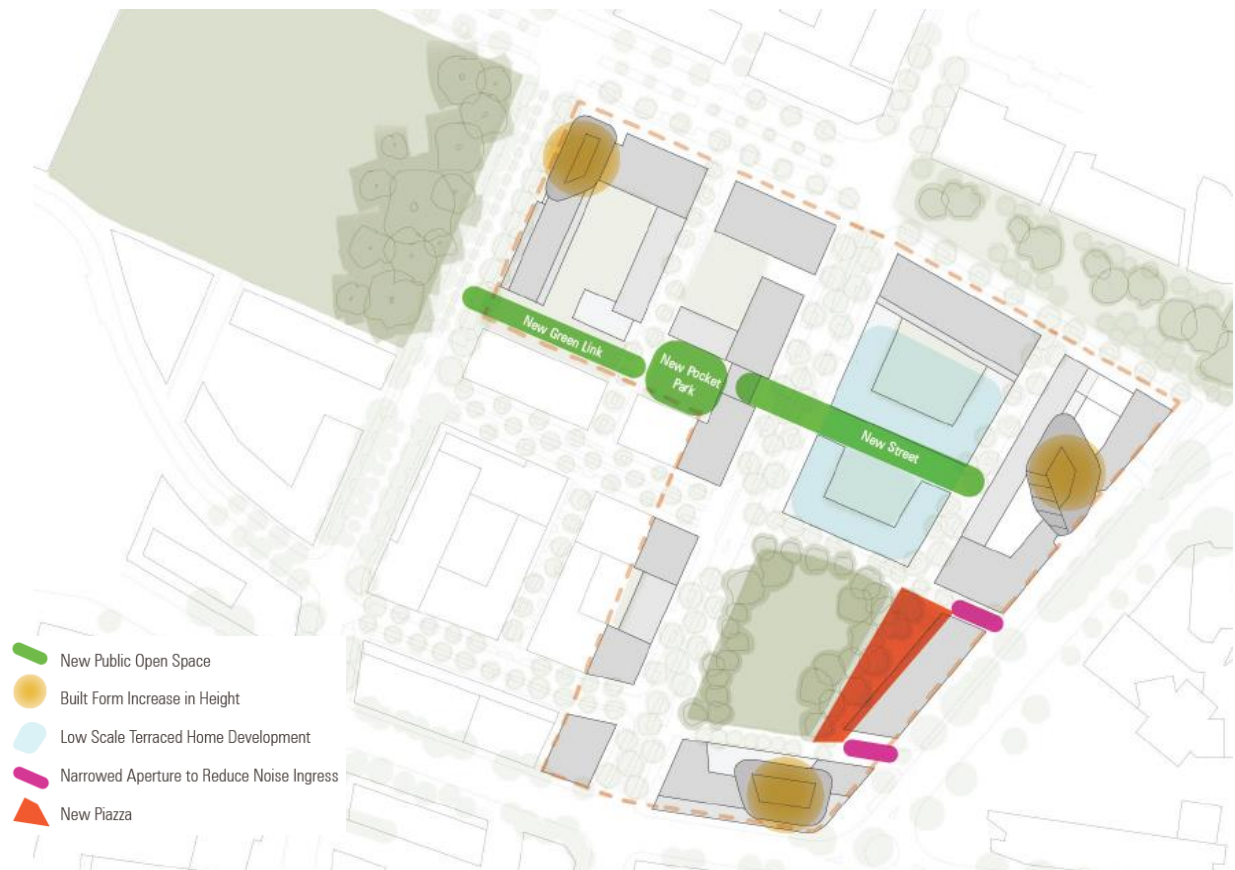 New Green Link
New Pocket
Park
New Street
New Public Open Space
Built Form Increase in Height
Low Scale Terraced Home Development
Narrowed Aperture to Reduce Noise Ingress
New Piazza